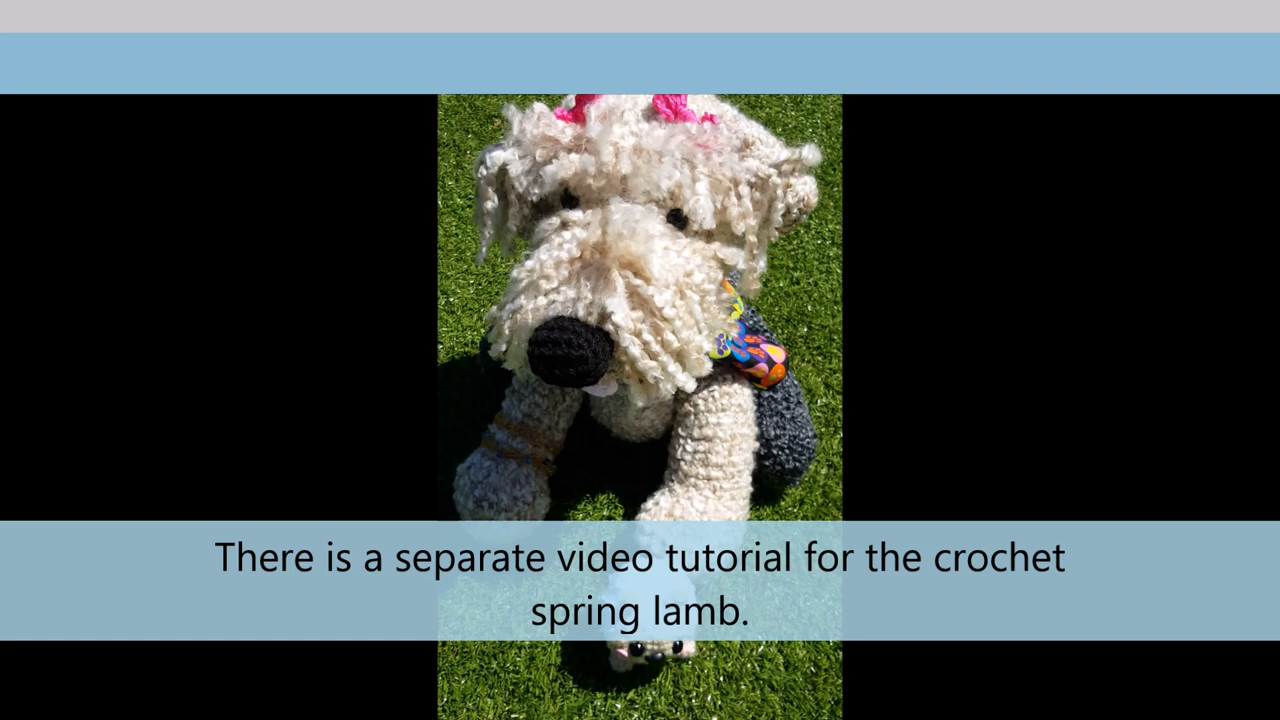 There is a separate video tutorial for the crochet
spring lamb.